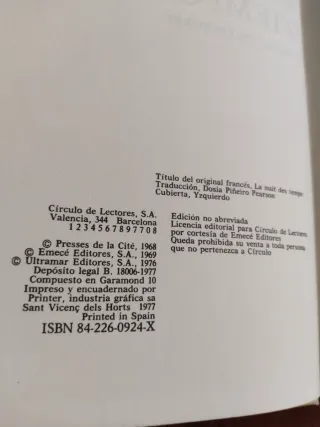 Título del original francés, La nuit des temps
Traducción, Dosia Piñeiro Pearson
Cubierta, Yzquierdo
Círculo de Lectores, S.A.
Valencia, 344 Barcelona
1 2 3 4 5 6 7 8 9 7 7 0 8
Edición no abreviada
Licencia editorial para Círculo de Lectores
por cortesía de Emecé Editores
Queda prohibida su venta a toda persona
que no pertenezca a Círculo
© Presses de la Cité, 1968
© Emecé Editores, S.A., 1969
© Ultramar Editores, S.A., 1976
Depósito legal B. 18006-1977
Compuesto en Garamond 10
Impreso y encuadernado por
Printer, industria gráfica sa
Sant Vicenç dels Horts 1977
Printed in Spain
ISBN 84-226-0924-X